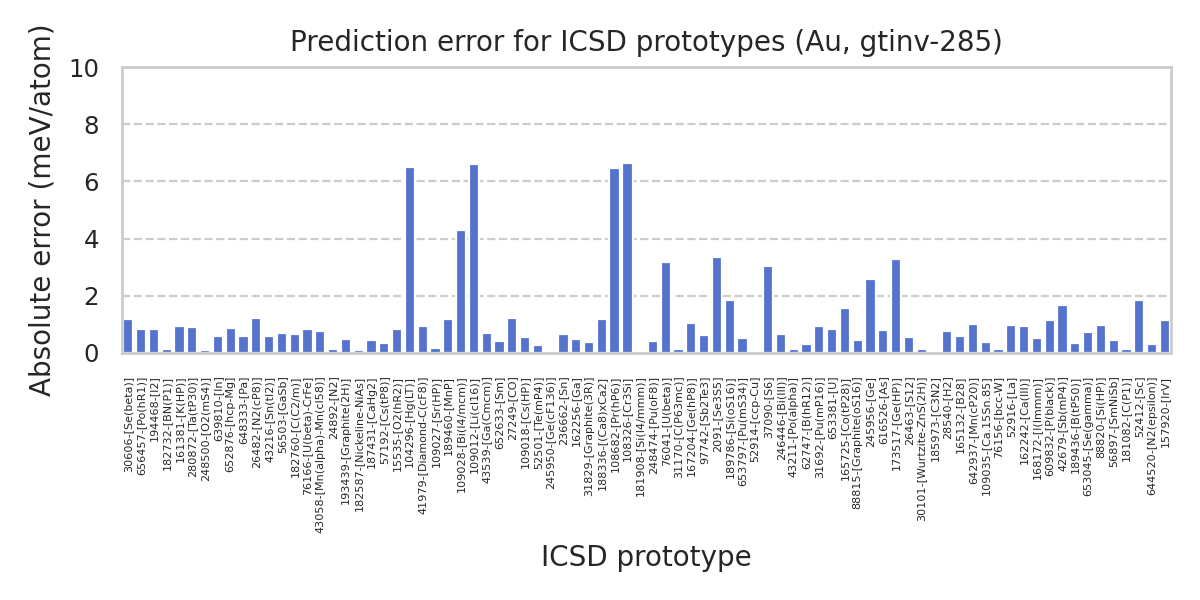 Prediction error for ICSD prototypes (Au, gtinv-285)
Absolute error (meV/atom)
10
8
6
4
2
0
30606-[Se(beta)]
656457-[Po(hR1)]
194468-[I2]
182732-[BN(P1)]
161381-[K(HP)]
280872-[Ta(tP30)]
248500-[O2(mS4)]
639810-[In]
652876-[hcp-Mg]
648333-[Pa]
26482-[N2(cP8)]
43216-[Sn(tI2)]
56503-[GaSb]
182760-[C(C2/m)]
76166-[U(beta)-CrFe]
43058-[Mn(alpha)-Mn(cI58)]
24892-[N2]
193439-[Graphite(2H)]
182587-[Nickeline-NiAs]
187431-[CaHg2]
57192-[Cs(tP8)]
15535-[O2(hR2)]
104296-[Hg(LT)]
41979-[Diamond-C(cF8)]
109027-[Sr(HP)]
189460-[MnP]
109028-[Bi(I4/mcm)]
109012-[Li(cI16)]
43539-[Ga(Cmcm)]
652633-[Sm]
27249-[CO]
109018-[Cs(HP)]
52501-[Te(mP4)]
245950-[Ge(cF136)]
236662-[Sn]
162256-[Ga]
31829-[Graphite(3R)]
188336-[(Ca8)xCa2]
108682-[Pr(hP6)]
108326-[Cr3Si]
181908-[Si(I4/mmm)]
248474-[Pu(oF8)]
76041-[U(beta)]
31170-[C(P63mc)]
167204-[Ge(hP8)]
97742-[Sb2Te3]
2091-[Se3S5]
189786-[Si(oS16)]
653797-[Pu(mS34)]
52914-[ccp-Cu]
37090-[S6]
246446-[Bi(III)]
43211-[Po(alpha)]
62747-[B(hR12)]
31692-[Pu(mP16)]
653381-[U]
165725-[Co(tP28)]
88815-[Graphite(oS16)]
245956-[Ge]
616526-[As]
173517-[Ge(HP)]
26463-[S12]
30101-[Wurtzite-ZnS(2H)]
185973-[C3N2]
28540-[H2]
165132-[B28]
642937-[Mn(cP20)]
109035-[Ca.15Sn.85]
76156-[bcc-W]
52916-[La]
162242-[Ca(III)]
168172-[I(Immm)]
609832-[P(black)]
42679-[Sb(mP4)]
189436-[B(tP50)]
653045-[Se(gamma)]
88820-[Si(HP)]
56897-[SmNiSb]
181082-[C(P1)]
52412-[Sc]
644520-[N2(epsilon)]
157920-[IrV]
ICSD prototype